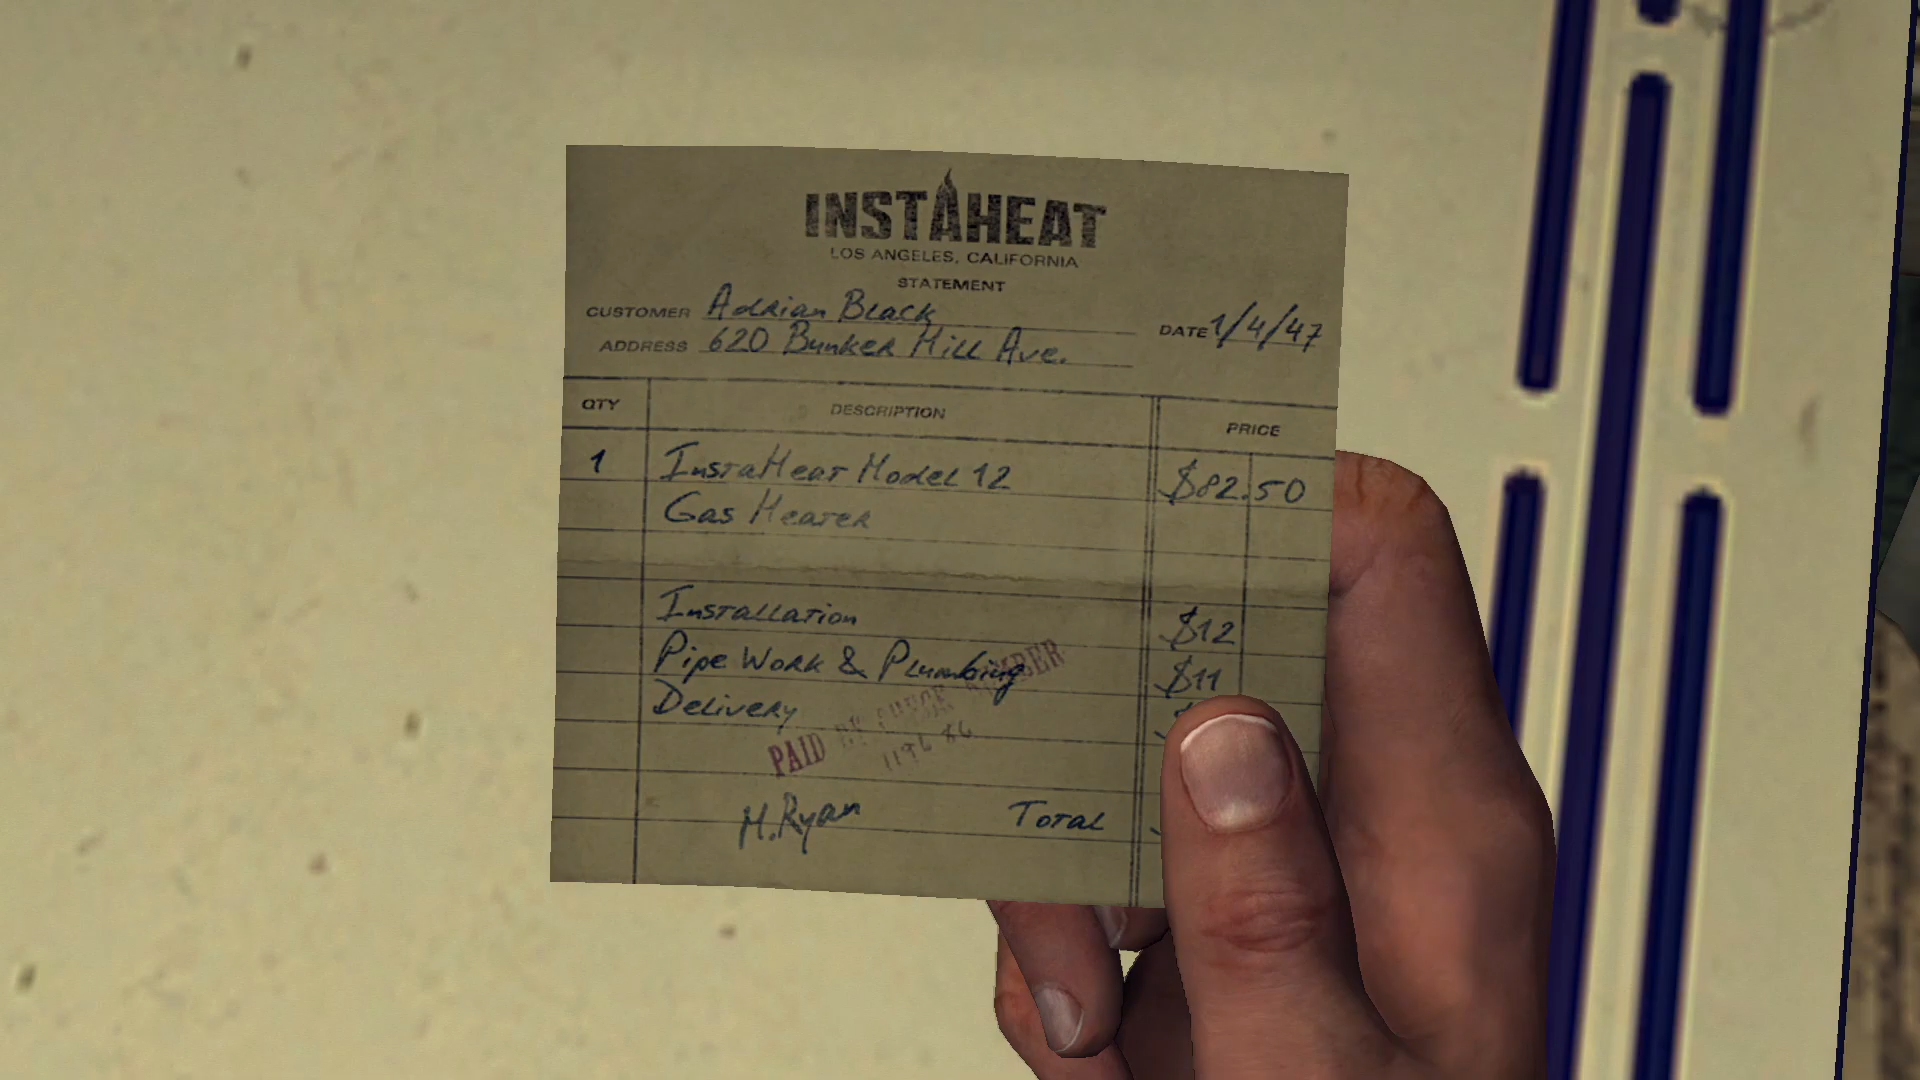 INSTAHEAT
LOS ANGELES, CALIFORNIA
STATEMENT
CUSTOMER Adrian Black
DATE 1/4/47
ADDRESS 620 Bunker Hill Ave.
QTY DESCRIPTION PRICE
1 InstaHeat Model 12 $82.50
Gas Heater
Installation $12
Pipe Work & Plumbing $11
Delivery
PAID BY
M.Ryan Total